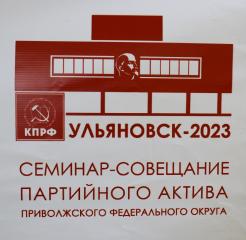 КПРФ
УЛЬЯНОВСК-2023
СЕМИНАР-СОВЕЩАНИЕ
ПАРТИЙНОГО АКТИВА
ПРИВОЛЖСКОГО ФЕДЕРАЛЬНОГО ОКРУГА